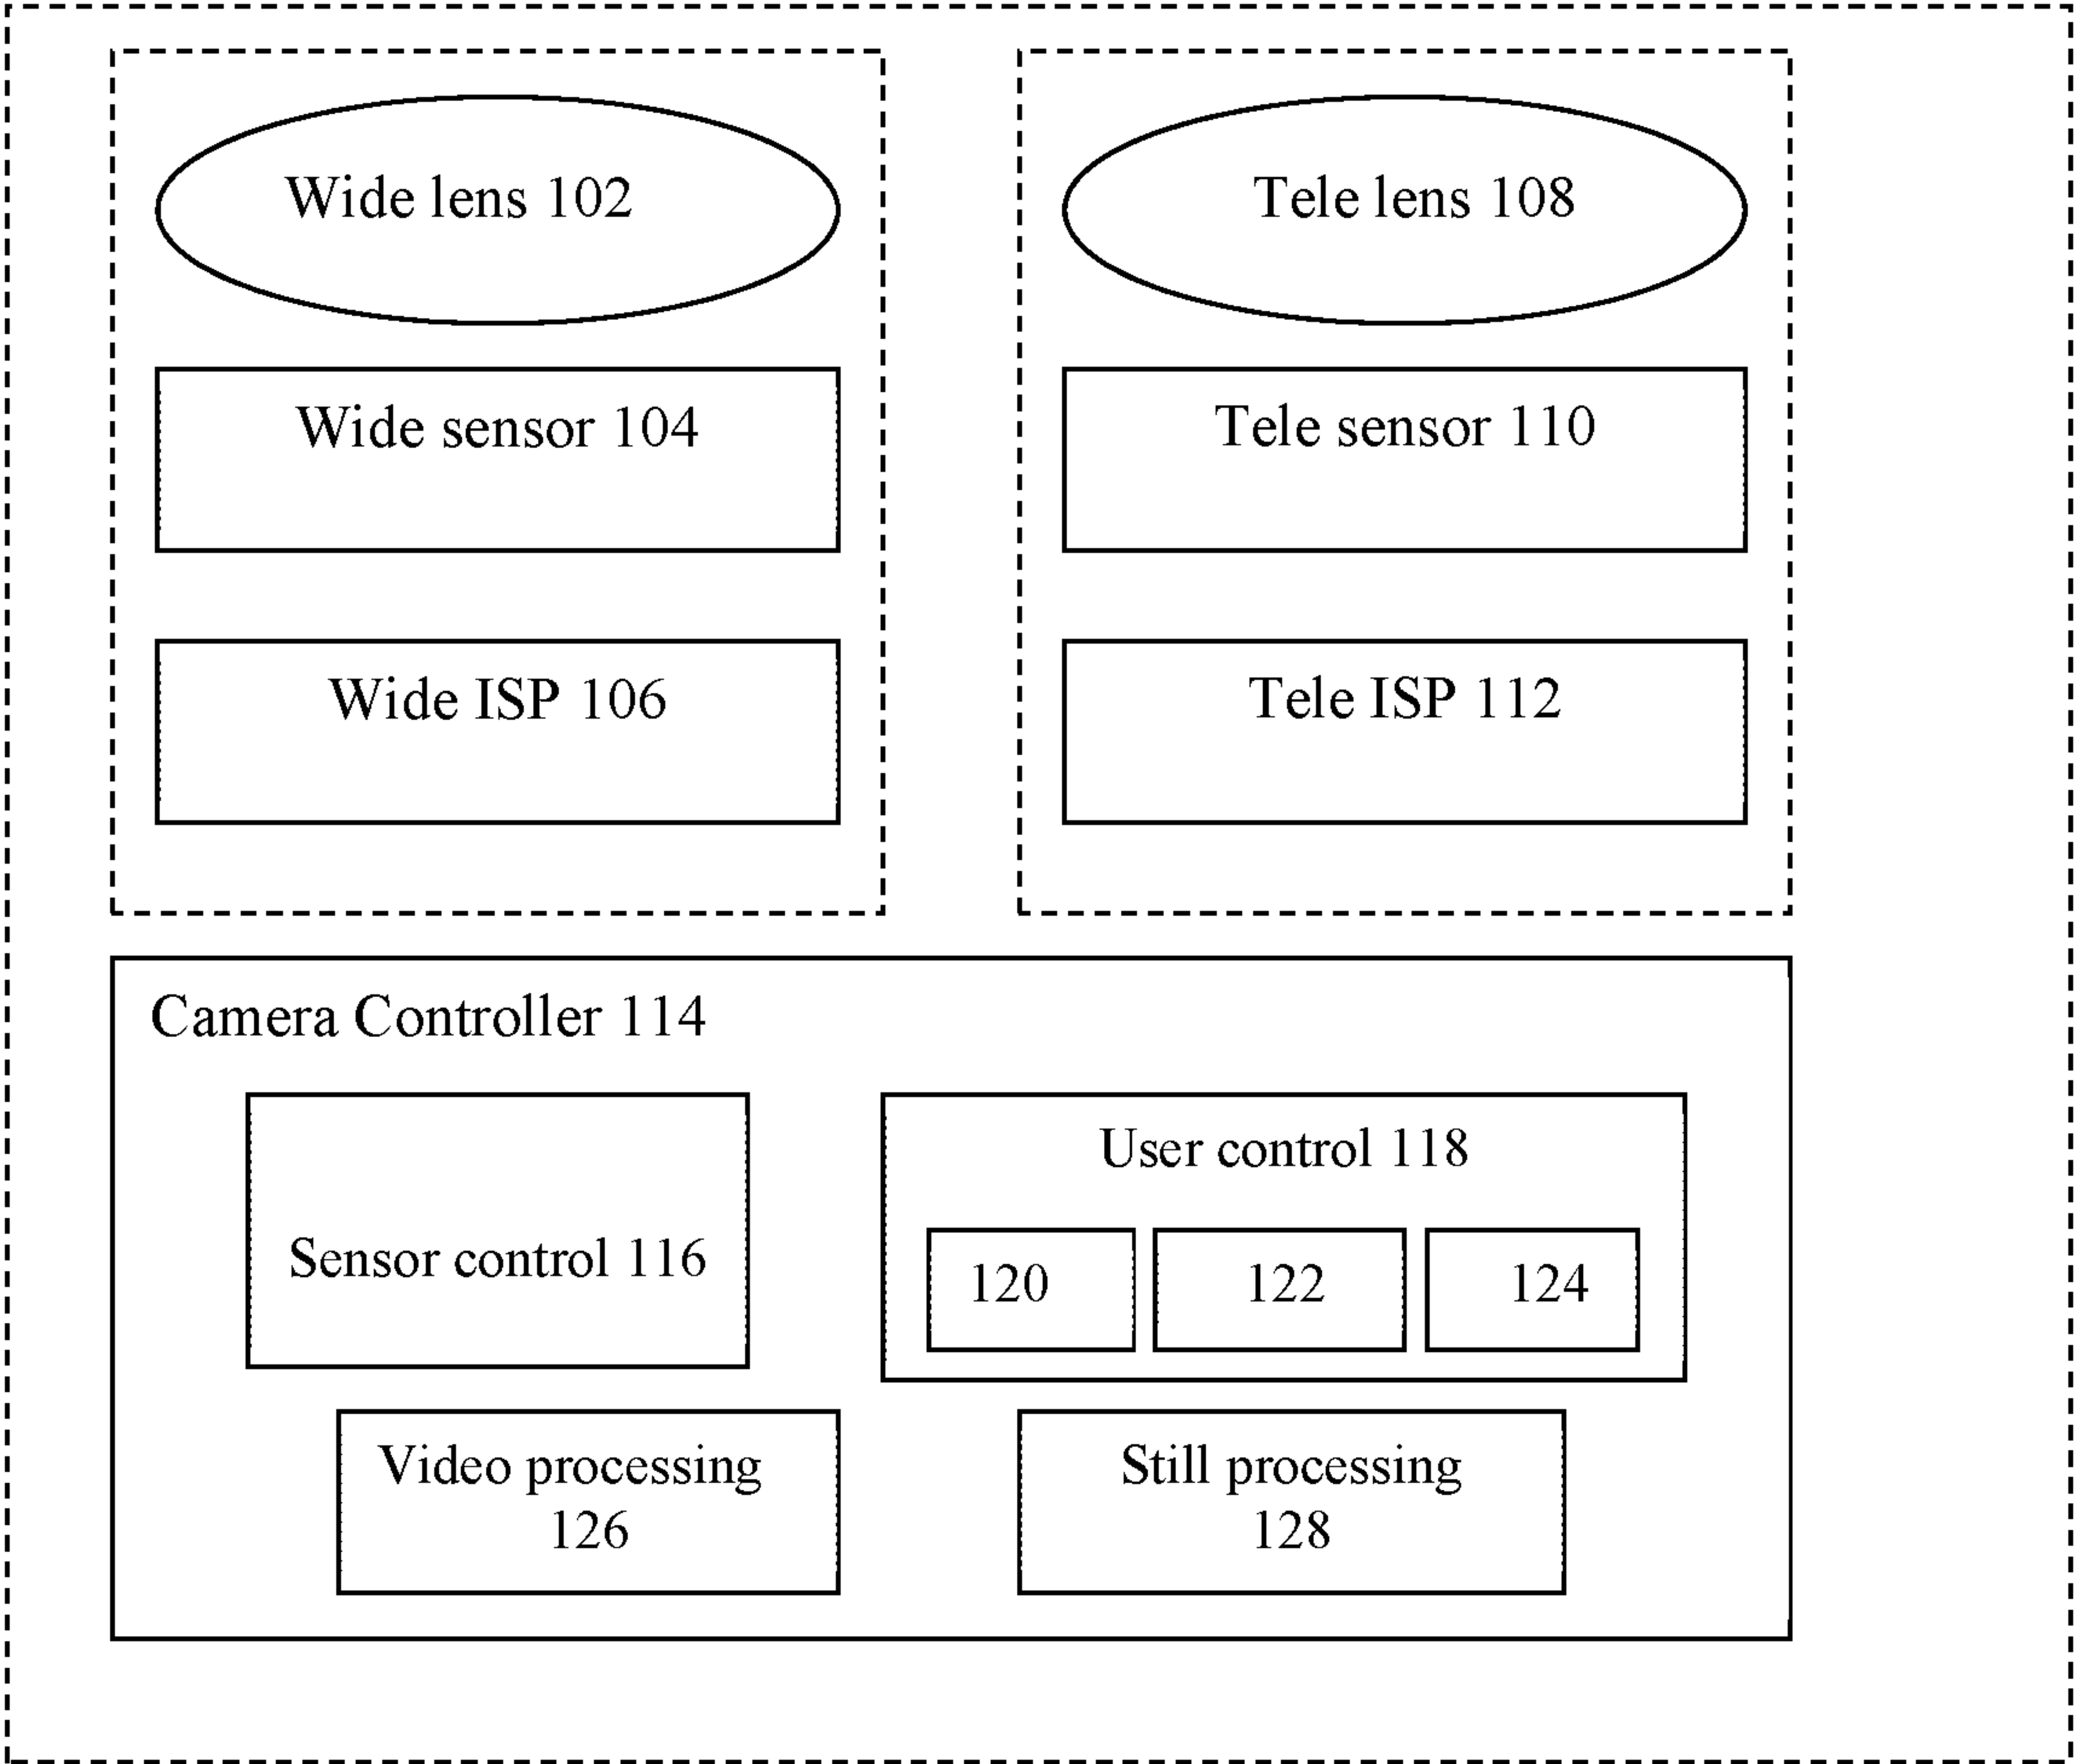 Wide lens 102
Tele lens 108
Wide sensor 104
Tele sensor 110
Wide ISP 106
Tele ISP 112
Camera Controller 114
Sensor control 116
User control 118
120
122
124
Video processing
126
Still processing
128